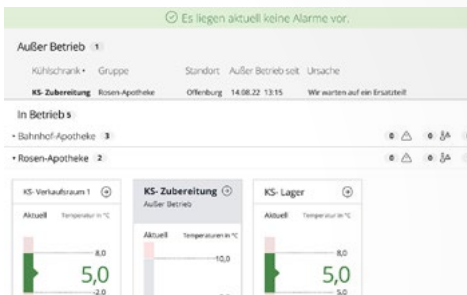 Es liegen aktuell keine Alarme vor.
Außer Betrieb 1
Kühlschrank Gruppe Standort Außer Betrieb seit Ursache
KS- Zubereitung Rosen-Apotheke Offenburg 14.08.22 13:15 Wir warten auf ein Ersatzteil!
In Betrieb 5
• Bahnhof-Apotheke 3 0 0
• Rosen-Apotheke 2 0 0
KS- Verkaufsraum 1 KS- Zubereitung KS- Lager
Außer Betrieb
Aktuell Temperatur in °C Aktuell Temperaturen in °C Aktuell Temperatur in °C
8,0 10,0 8,0
5,0 5,0
2,0 5,0